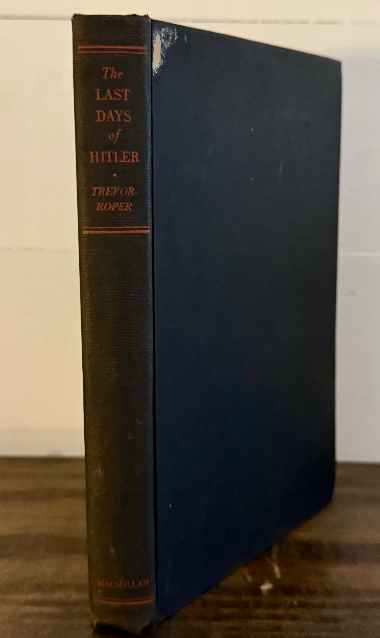 The
LAST
DAYS
of
HITLER
TREVOR-
ROPER
MACMILLAN